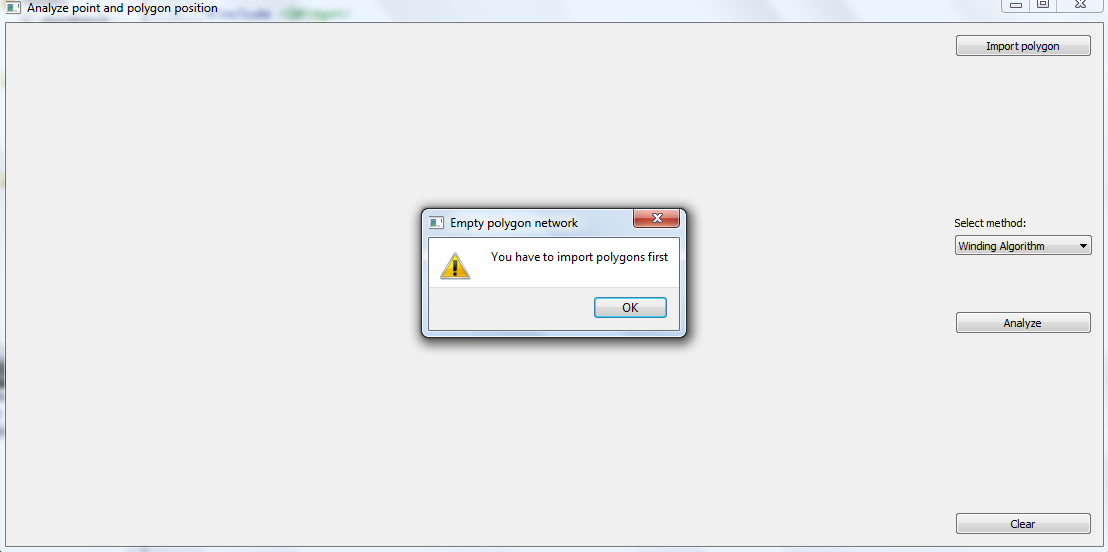 Analyze point and polygon position
Import polygon
Empty polygon network
You have to import polygons first
OK
Select method:
Winding Algorithm
Analyze
Clear